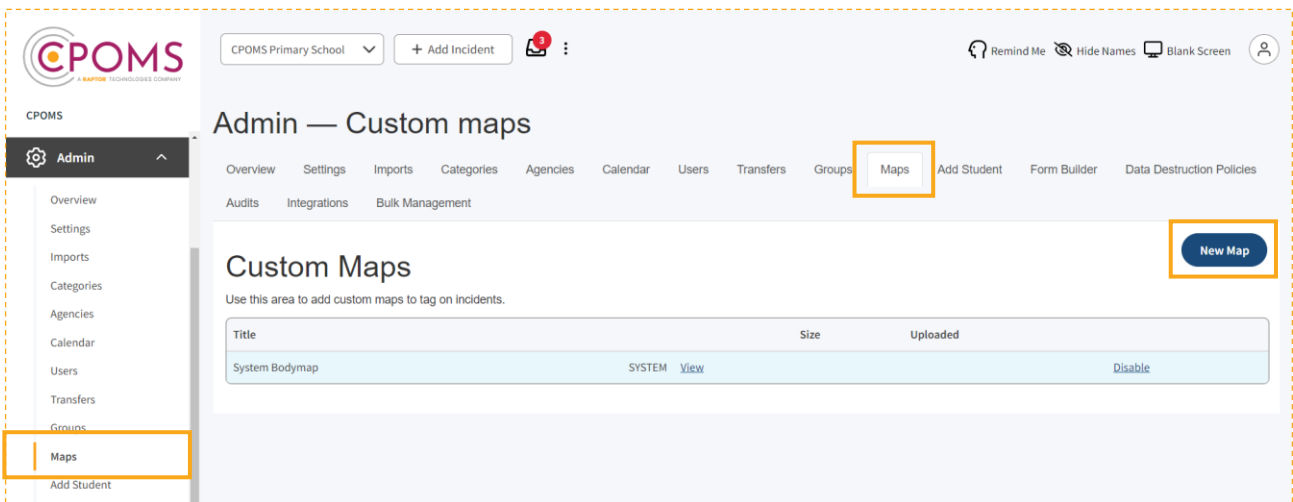 CPOMS
A RAPTOR TECHNOLOGIES COMPANY
CPOMS Primary School
+ Add Incident
3
Remind Me
Hide Names
Blank Screen
CPOMS
Admin
Overview
Settings
Imports
Categories
Agencies
Calendar
Users
Transfers
Groups
Maps
Add Student
Admin — Custom maps
Overview Settings Imports Categories Agencies Calendar Users Transfers Groups Maps Add Student Form Builder Data Destruction Policies
Audits Integrations Bulk Management
New Map
Custom Maps
Use this area to add custom maps to tag on incidents.
Title Size Uploaded
System Bodymap SYSTEM View Disable